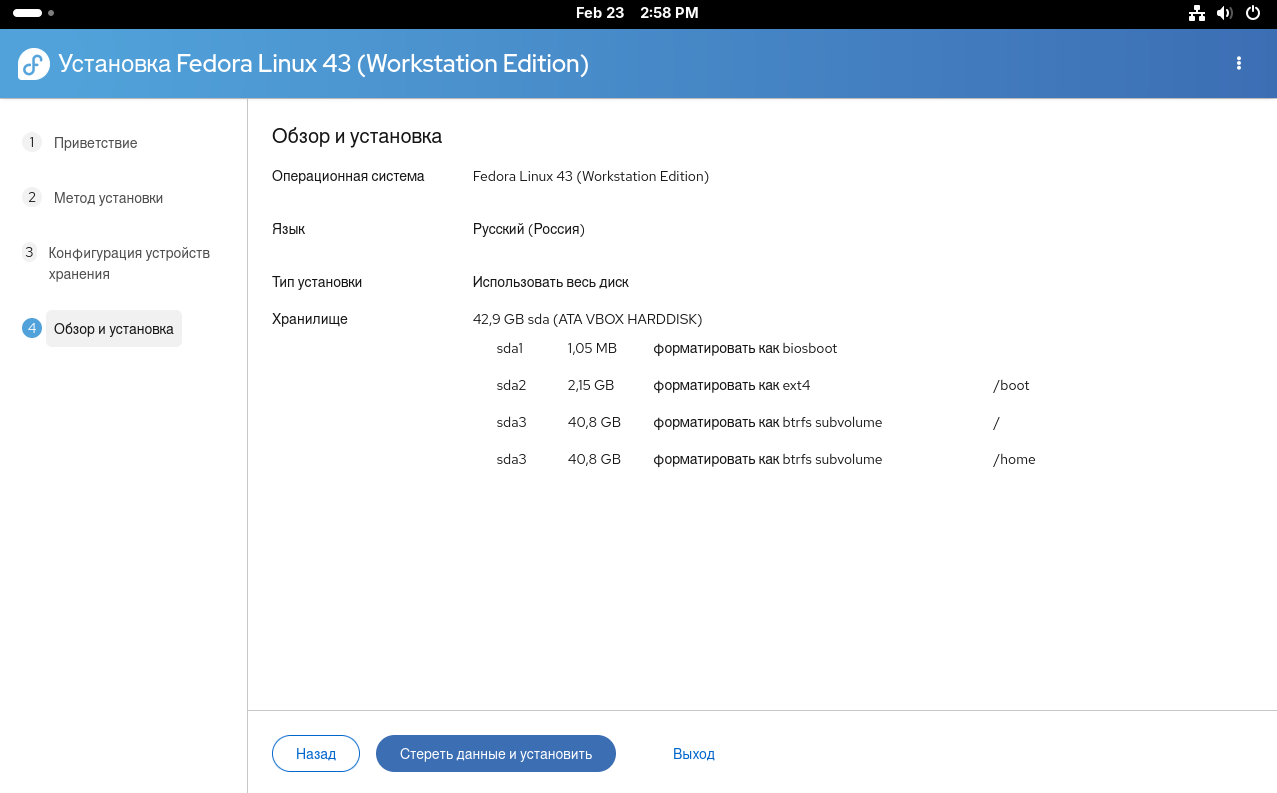 Feb 23 2:58 PM
Установка Fedora Linux 43 (Workstation Edition)
1 Приветствие
2 Метод установки
3 Конфигурация устройств
хранения
4 Обзор и установка
Обзор и установка
Операционная система Fedora Linux 43 (Workstation Edition)
Язык Русский (Россия)
Тип установки Использовать весь диск
Хранилище 42,9 GB sda (ATA VBOX HARDDISK)
sda1 1,05 MB форматировать как biosboot
sda2 2,15 GB форматировать как ext4 /boot
sda3 40,8 GB форматировать как btrfs subvolume /
sda3 40,8 GB форматировать как btrfs subvolume /home
Назад Стереть данные и установить Выход